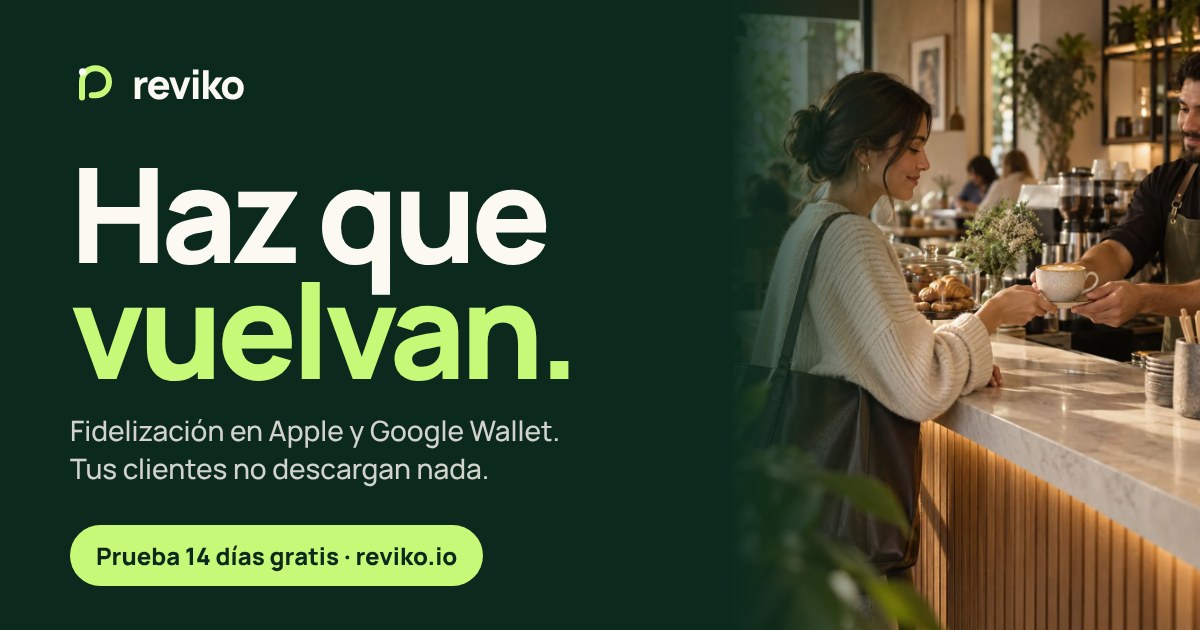 reviko
Haz que
vuelvan.
Fidelización en Apple y Google Wallet.
Tus clientes no descargan nada.
Prueba 14 días gratis · reviko.io